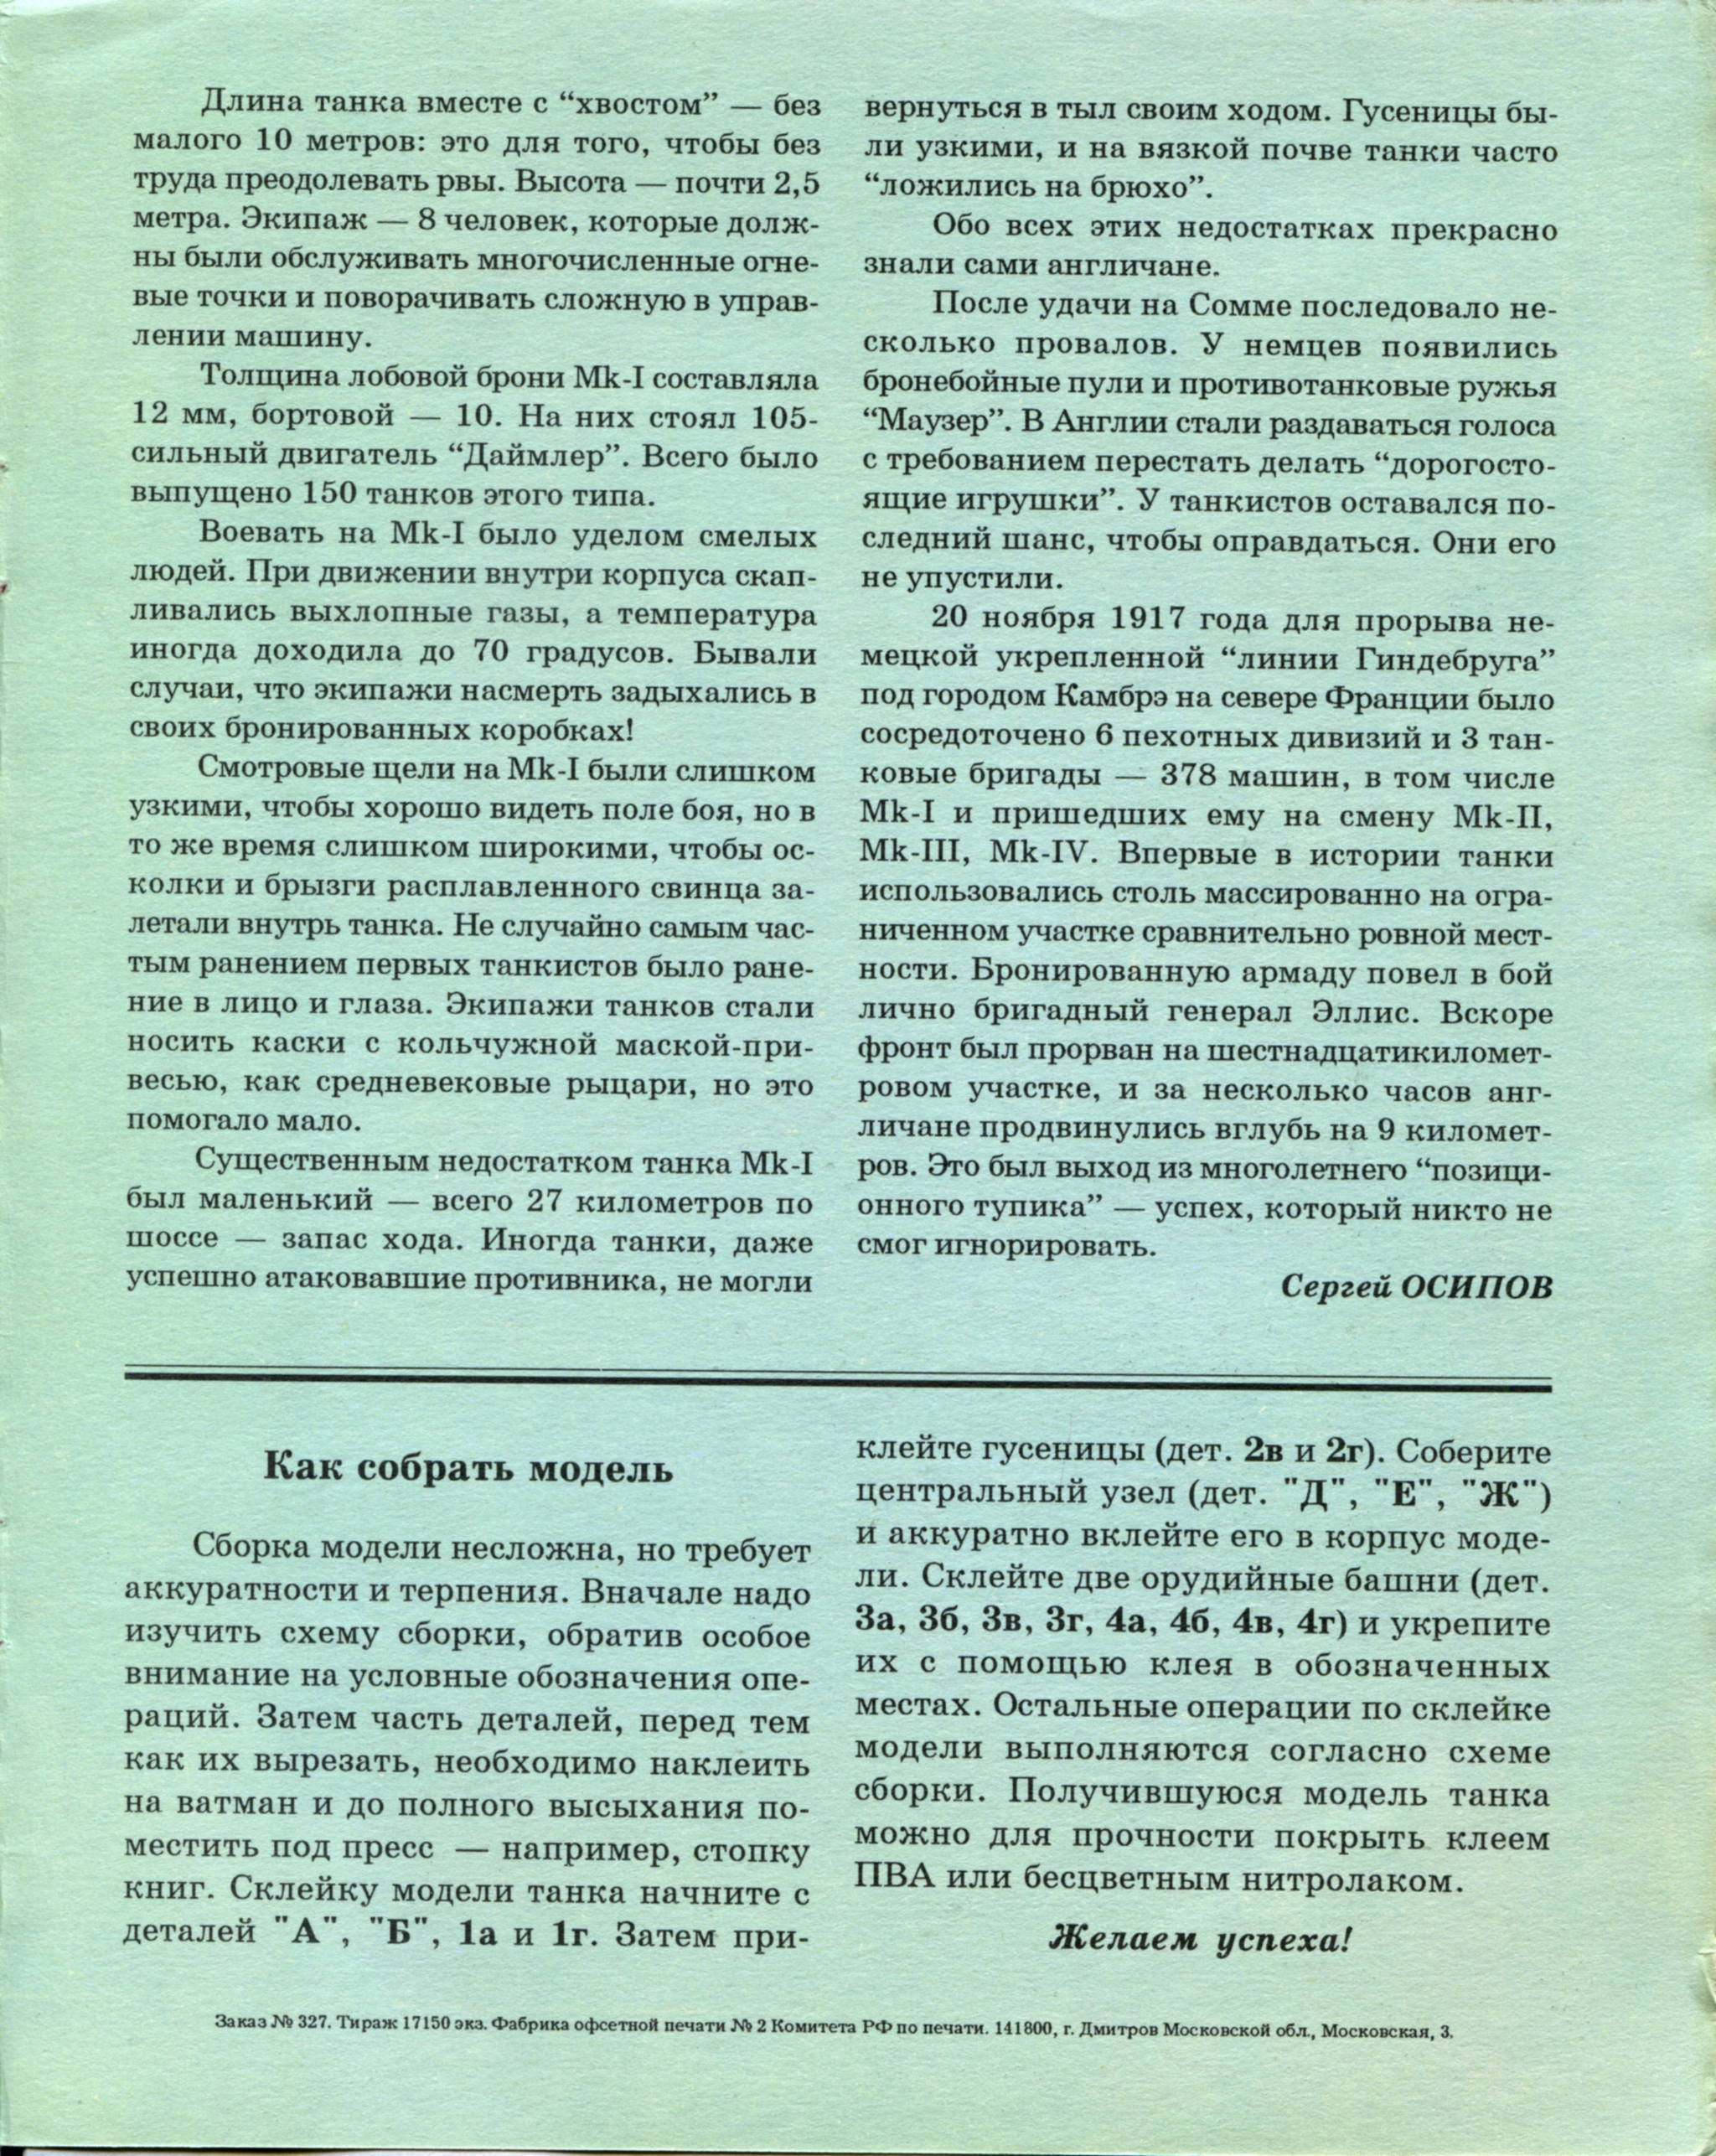 Длина танка вместе с “хвостом” — без
малого 10 метров: это для того, чтобы без
труда преодолевать рвы. Высота — почти 2,5
метра. Экипаж — 8 человек, которые долж-
ны были обслуживать многочисленные огне-
вые точки и поворачивать сложную в управ-
лении машину.
Толщина лобовой брони Mk-I составляла
12 мм, бортовой — 10. На них стоял 105-
сильный двигатель “Даймлер”. Всего было
выпущено 150 танков этого типа.
Воевать на Mk-I было уделом смелых
людей. При движении внутри корпуса скап-
ливались выхлопные газы, а температура
иногда доходила до 70 градусов. Бывали
случаи, что экипажи насмерть задыхались в
своих бронированных коробках!
Смотровые щели на Mk-I были слишком
узкими, чтобы хорошо видеть поле боя, но в
то же время слишком широкими, чтобы ос-
колки и брызги расплавленного свинца за-
летали внутрь танка. Не случайно самым час-
тым ранением первых танкистов было ране-
ние в лицо и глаза. Экипажи танков стали
носить каски с кольчужной маской-при-
весью, как средневековые рыцари, но это
помогало мало.
Существенным недостатком танка Mk-I
был маленький — всего 27 километров по
шоссе — запас хода. Иногда танки, даже
успешно атаковавшие противника, не могли
вернуться в тыл своим ходом. Гусеницы бы-
ли узкими, и на вязкой почве танки часто
“ложились на брюхо”.
Обо всех этих недостатках прекрасно
знали сами англичане.
После удачи на Сомме последовало не-
сколько провалов. У немцев появились
бронебойные пули и противотанковые ружья
“Маузер”. В Англии стали раздаваться голоса
с требованием перестать делать “дорогосто-
ящие игрушки”. У танкистов оставался по-
следний шанс, чтобы оправдаться. Они его
не упустили.
20 ноября 1917 года для прорыва не-
мецкой укрепленной “линии Гиндебруга”
под городом Камбрэ на севере Франции было
сосредоточено 6 пехотных дивизий и 3 тан-
ковые бригады — 378 машин, в том числе
Mk-I и пришедших ему на смену Mk-II,
Mk-III, Mk-IV. Впервые в истории танки
использовались столь массированно на огра-
ниченном участке сравнительно ровной мест-
ности. Бронированную армаду повел в бой
лично бригадный генерал Эллис. Вскоре
фронт был прорван на шестнадцатикиломет-
ровом участке, и за несколько часов анг-
личане продвинулись вглубь на 9 километ-
ров. Это был выход из многолетнего “позици-
онного тупика” — успех, который никто не
смог игнорировать.
Сергей ОСИПОВ
Как собрать модель
Сборка модели несложна, но требует
аккуратности и терпения. Вначале надо
изучить схему сборки, обратив особое
внимание на условные обозначения опе-
раций. Затем часть деталей, перед тем
как их вырезать, необходимо наклеить
на ватман и до полного высыхания по-
местить под пресс — например, стопку
книг. Склейку модели танка начните с
деталей "А", "Б", 1а и 1г. Затем при-
клейте гусеницы (дет. 2в и 2г). Соберите
центральный узел (дет. "Д", "Е", "Ж")
и аккуратно вклейте его в корпус моде-
ли. Склейте две орудийные башни (дет.
3а, 3б, 3в, 3г, 4а, 4б, 4в, 4г) и укрепите
их с помощью клея в обозначенных
местах. Остальные операции по склейке
модели выполняются согласно схеме
сборки. Получившуюся модель танка
можно для прочности покрыть клеем
ПВА или бесцветным нитролаком.
Желаем успеха!
Заказ № 327. Тираж 17150 экз. Фабрика офсетной печати № 2 Комитета РФ по печати. 141800, г. Дмитров Московской обл., Московская, 3.